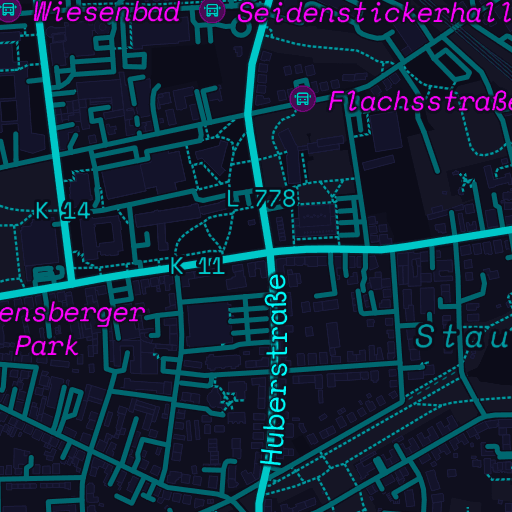 Wiesenbad
Seidenstickerhall
Flachsstraße
K 14
L 778
K 11
ensberger
Park
Huberstraße
Stau